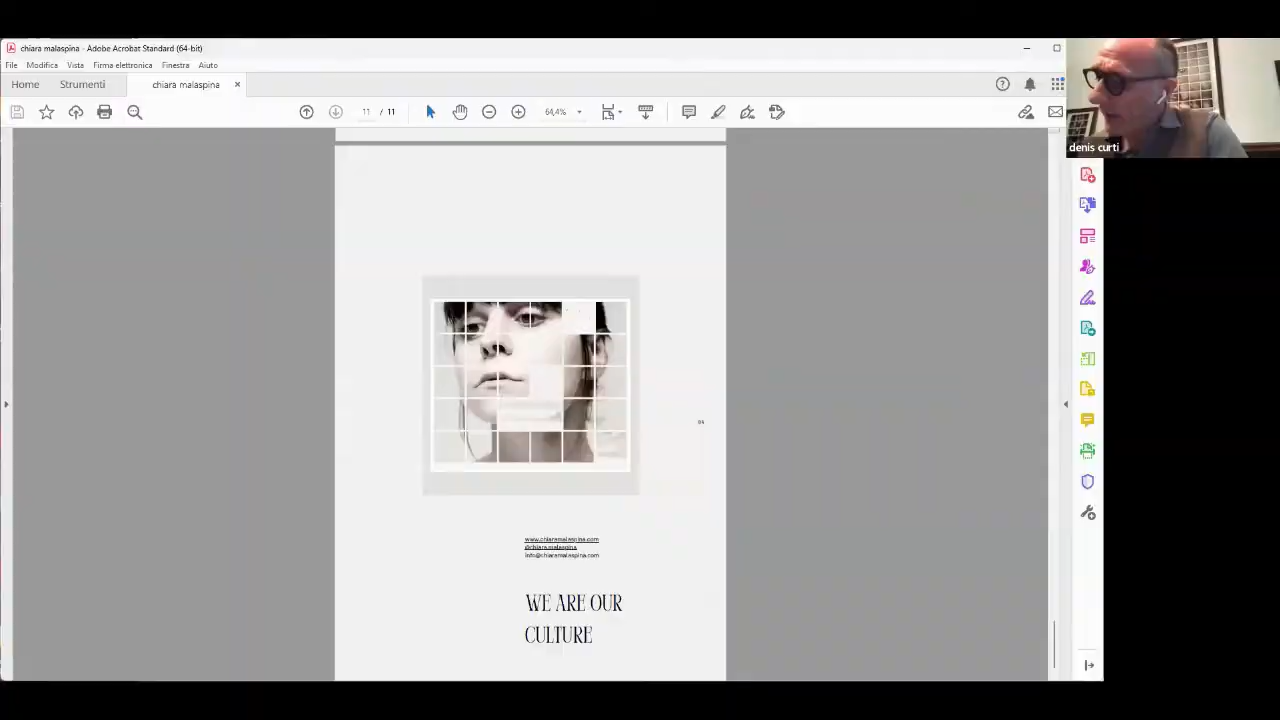 chiara malaspina - Adobe Acrobat Standard (64-bit)
File Modifica Vista Firma elettronica Finestra Aiuto
Home Strumenti chiara malaspina
11 / 11 64,4%
denis curti
www.chiaramalaspina.com
@chiara.malaspina
info@chiaramalaspina.com
WE ARE OUR
CULTURE